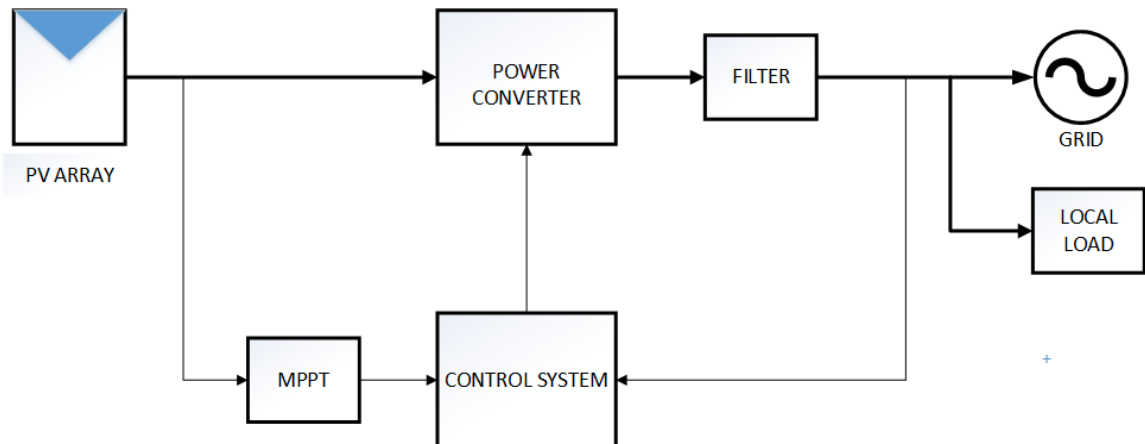 POWER
CONVERTER
FILTER
GRID
PV ARRAY
LOCAL
LOAD
MPPT
CONTROL SYSTEM